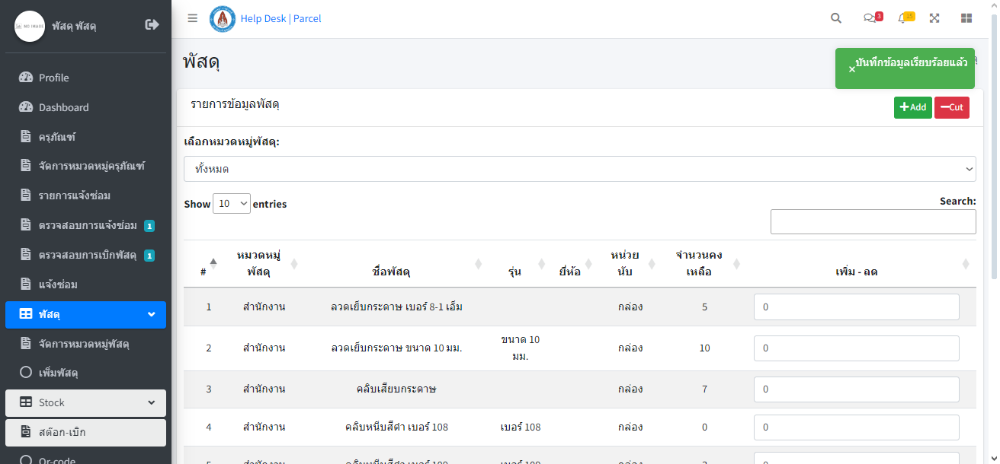 พัสดุ พัสดุ
Profile
Dashboard
ครุภัณฑ์
จัดการหมวดหมู่ครุภัณฑ์
รายการแจ้งซ่อม
ตรวจสอบการแจ้งซ่อม 1
ตรวจสอบการเบิกพัสดุ 1
แจ้งซ่อม
พัสดุ
จัดการหมวดหมู่พัสดุ
เพิ่มพัสดุ
Stock
สต๊อก-เบิก
Qr-code
Help Desk | Parcel
3
15
พัสดุ
บันทึกข้อมูลเรียบร้อยแล้ว
×
รายการข้อมูลพัสดุ
Add
Cut
เลือกหมวดหมู่พัสดุ:
ทั้งหมด
Show 10 entries
Search:
# หมวดหมู่พัสดุ ชื่อพัสดุ รุ่น ยี่ห้อ หน่วยนับ จำนวนคงเหลือ เพิ่ม - ลด
1 สำนักงาน ลวดเย็บกระดาษ เบอร์ 8-1 เอ็ม กล่อง 5 0
2 สำนักงาน ลวดเย็บกระดาษ ขนาด 10 มม. ขนาด 10 มม. กล่อง 10 0
3 สำนักงาน คลิบเสียบกระดาษ กล่อง 7 0
4 สำนักงาน คลิบหนีบสีดำ เบอร์ 108 เบอร์ 108 กล่อง 0 0